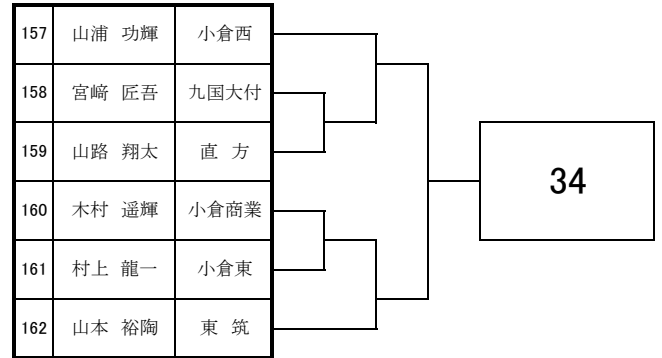 157 山浦 功輝 小倉西
158 宮﨑 匠吾 九国大付
159 山路 翔太 直 方
160 木村 遥輝 小倉商業
161 村上 龍一 小倉東
162 山本 裕陶 東 筑
34